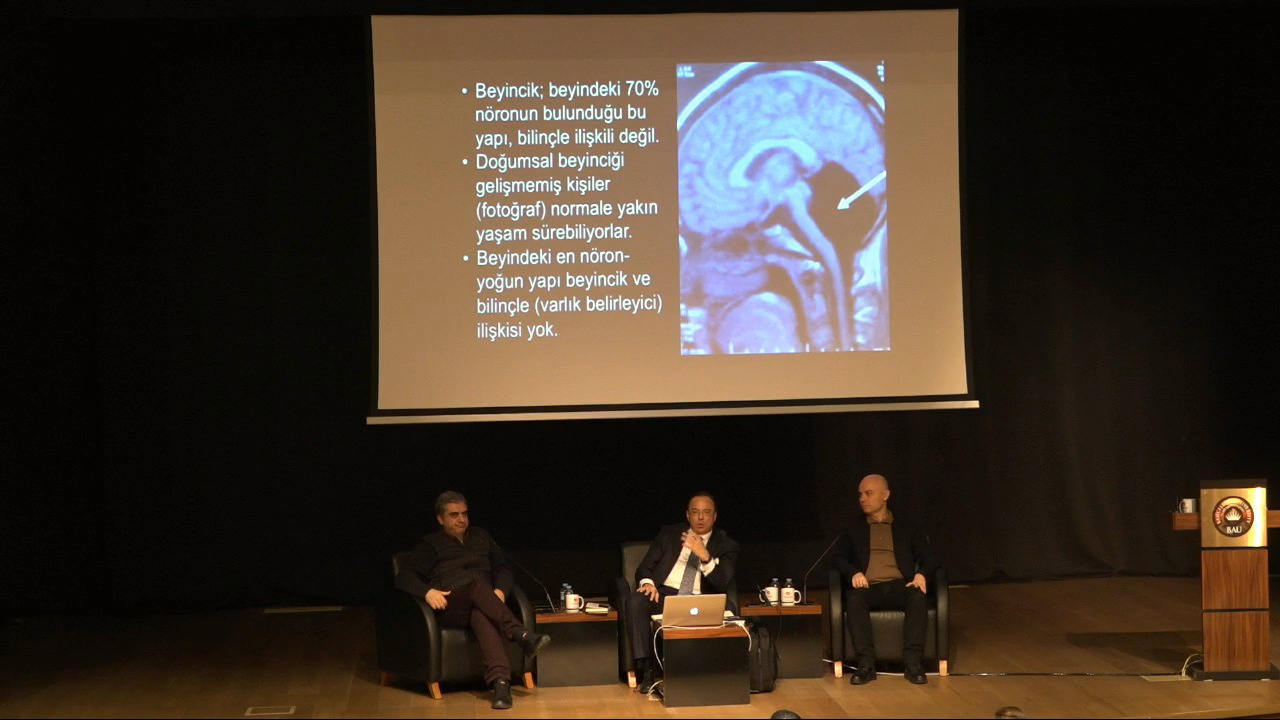 • Beyincik; beyindeki 70%
nöronun bulunduğu bu
yapı, bilinçle ilişkili değil.
• Doğumsal beyinciği
gelişmemiş kişiler
(fotoğraf) normale yakın
yaşam sürebiliyorlar.
• Beyindeki en nöron-
yoğun yapı beyincik ve
bilinçle (varlık belirleyici)
ilişkisi yok.
BAU